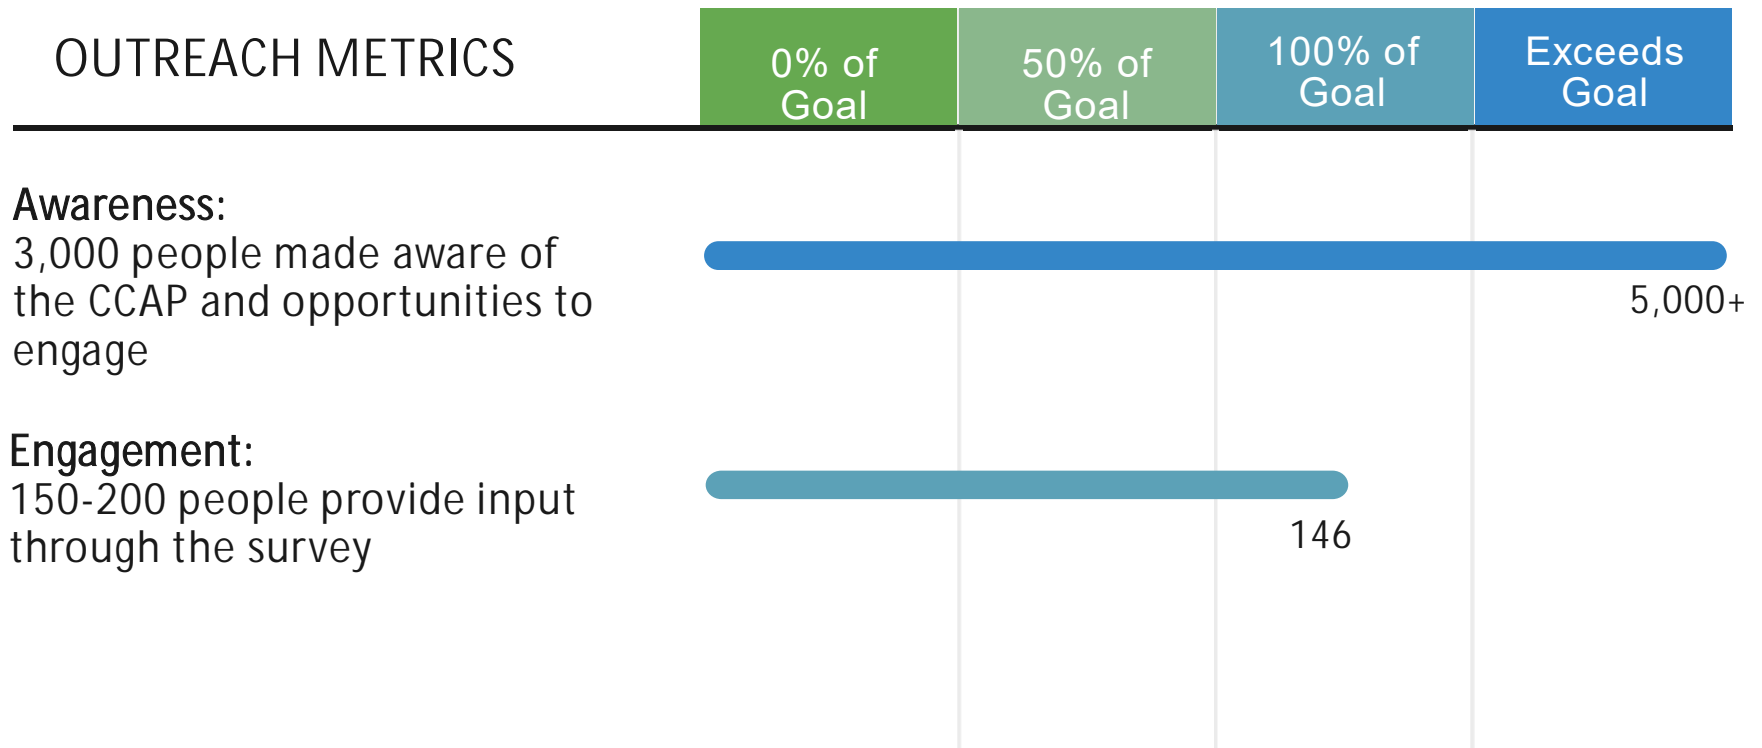 OUTREACH METRICS
0% of
Goal
50% of
Goal
100% of
Goal
Exceeds
Goal
Awareness:
3,000 people made aware of
the CCAP and opportunities to
engage
5,000+
Engagement:
150-200 people provide input
through the survey
146